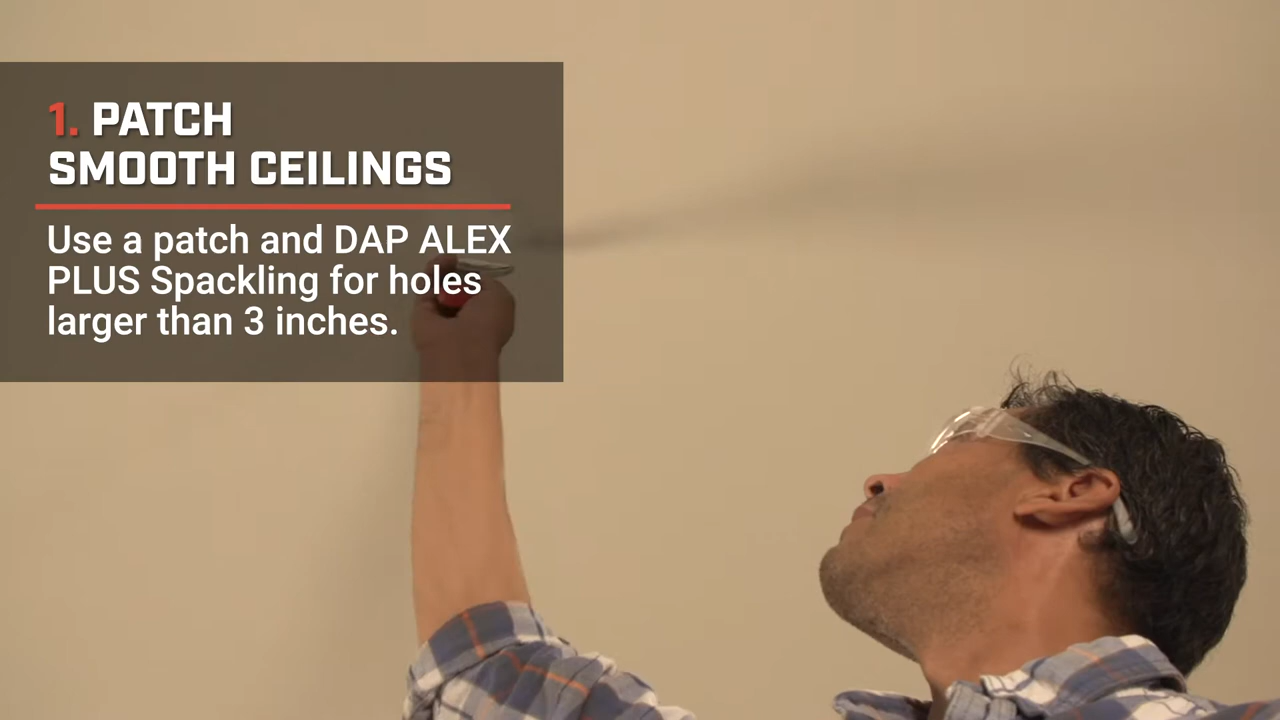 1. PATCH
SMOOTH CEILINGS
Use a patch and DAP ALEX
PLUS Spackling for holes
larger than 3 inches.